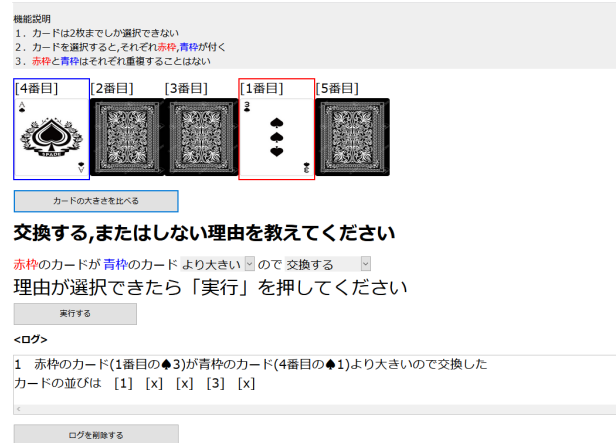 機能説明
1. カードは2枚までしか選択できない
2. カードを選択すると,それぞれ赤枠,青枠が付く
3. 赤枠と青枠はそれぞれ重複することはない
[4番目] [2番目] [3番目] [1番目] [5番目]
A 3
SPADE
A 3
カードの大きさを比べる
交換する,またはしない理由を教えてください
赤枠のカードが 青枠のカード より大きい ので 交換する
理由が選択できたら「実行」を押してください
実行する
<ログ>
1 赤枠のカード(1番目の♠3)が青枠のカード(4番目の♠1)より大きいので交換した
カードの並びは [1] [x] [x] [3] [x]
ログを削除する